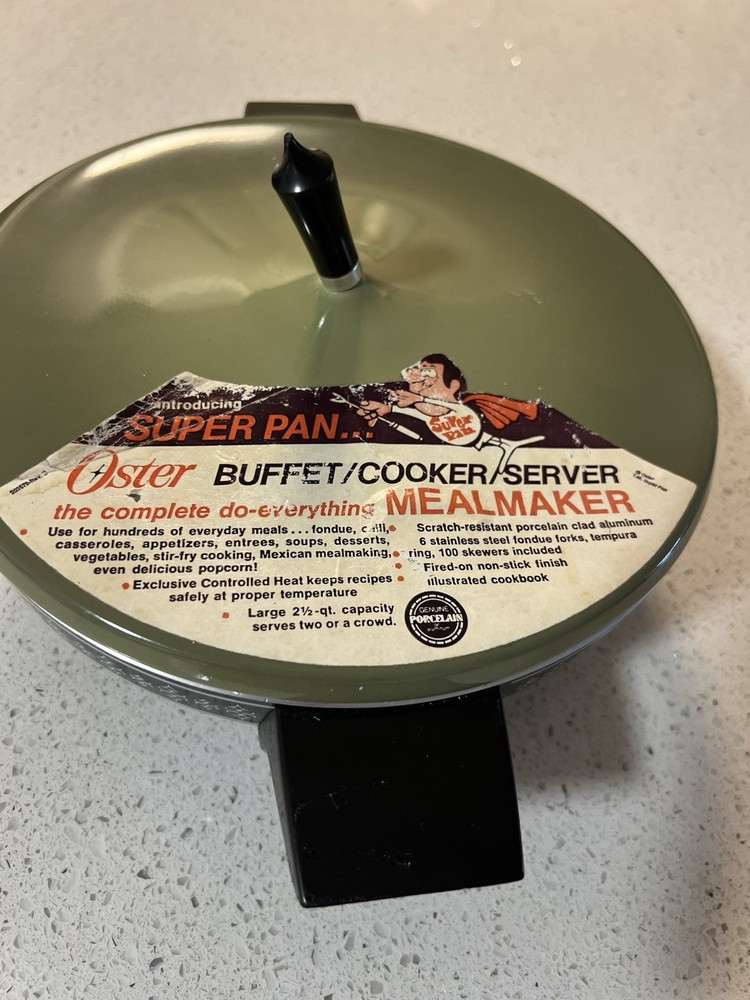 Introducing
SUPER PAN...
Super Pan
Oster BUFFET/COOKER/SERVER
the complete do-everything MEALMAKER
• Use for hundreds of everyday meals...fondue, chili,
casseroles, appetizers, entrees, soups, desserts,
vegetables, stir-fry cooking, Mexican mealmaking,
even delicious popcorn!
• Exclusive Controlled Heat keeps recipes
safely at proper temperature
• Large 2½-qt. capacity
serves two or a crowd.
• Scratch-resistant porcelain clad aluminum
• 6 stainless steel fondue forks, tempura
ring, 100 skewers included
• Fired-on non-stick finish
• Illustrated cookbook
GENUINE
PORCELAIN